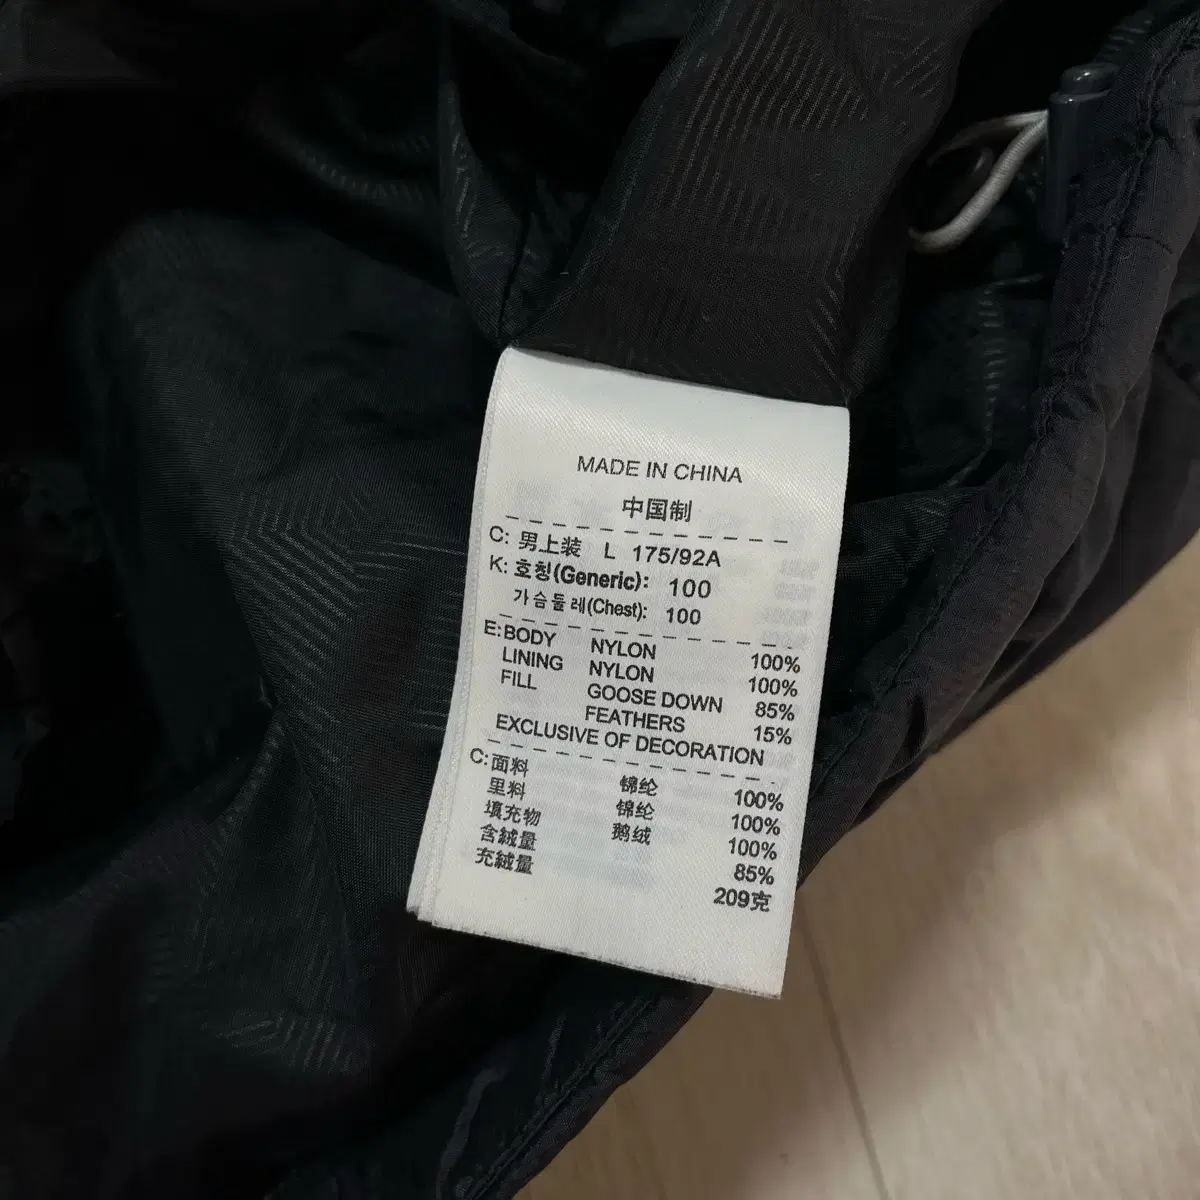 MADE IN CHINA
中国制
C: 男上装 L 175/92A
K: 호칭(Generic): 100
가슴둘레(Chest): 100
E:BODY NYLON 100%
LINING NYLON 100%
FILL GOOSE DOWN 85%
FEATHERS 15%
EXCLUSIVE OF DECORATION
C:面料 锦纶 100%
里料 锦纶 100%
填充物 鹅绒 100%
含絨量 85%
充絨量 209克